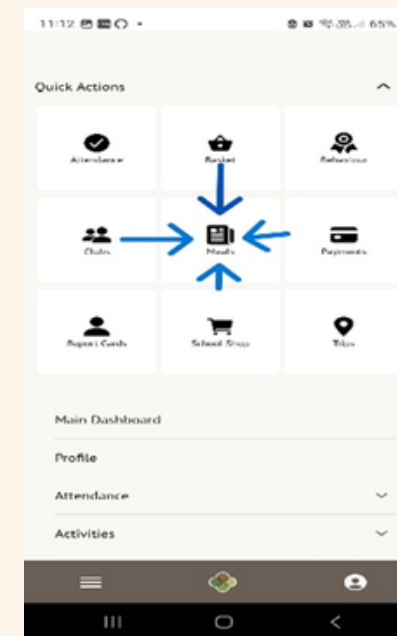 11:12
65%
Quick Actions
Attendance Basket Behaviour
Clubs Meals Payments
Report Cards School Shop Trips
Main Dashboard
Profile
Attendance
Activities